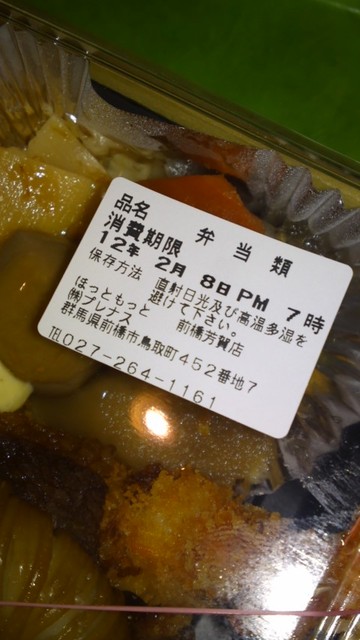 品名　弁当類
消費期限
12年 2月 8日PM 7時
保存方法　直射日光及び高温多湿を
避けて下さい。
ほっともっと　前橋芳賀店
㈱プレナス
群馬県前橋市鳥取町452番地7
TEL027-264-1161